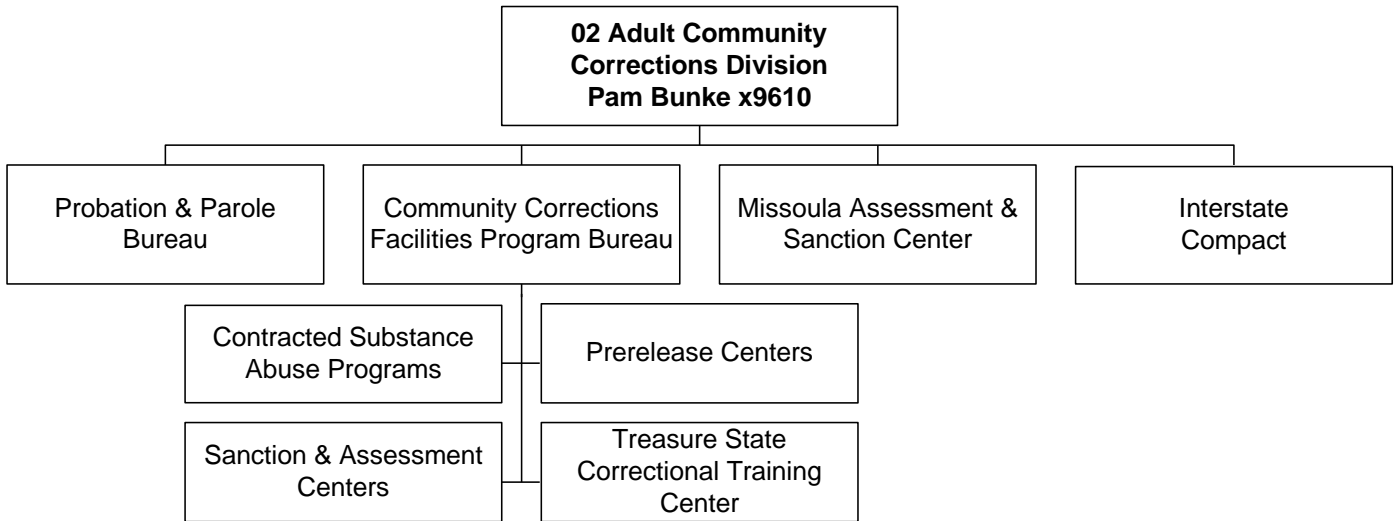 02 Adult Community
Corrections Division
Pam Bunke x9610
Probation & Parole
Bureau
Community Corrections
Facilities Program Bureau
Missoula Assessment &
Sanction Center
Interstate
Compact
Contracted Substance
Abuse Programs
Prerelease Centers
Sanction & Assessment
Centers
Treasure State
Correctional Training
Center